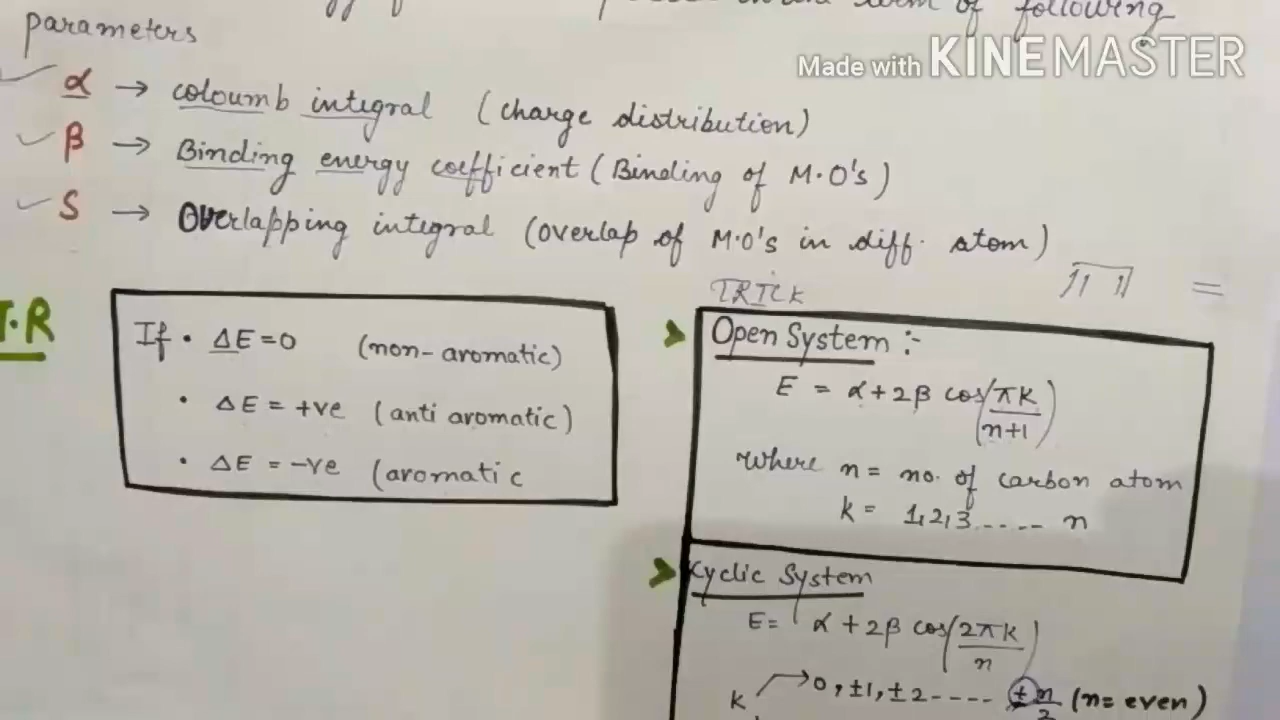 of following
parameters
Made with KINEMASTER
α → coloumb integral (charge distribution)
β → Binding energy coefficient (Binding of M.O's)
S → Overlapping integral (overlap of M.O's in diff. atom)
T.R
If • ΔE = 0 (non-aromatic)
• ΔE = +ve (anti aromatic)
• ΔE = -ve (aromatic
TRICK
Open System :-
E = α + 2β cos(πk/n+1)
where n = no. of carbon atom
k = 1,2,3 ..... n
Cyclic System
E = α + 2β cos(2πk/n)
k → 0, ±1, ±2 ---- ±n/2 (n = even)